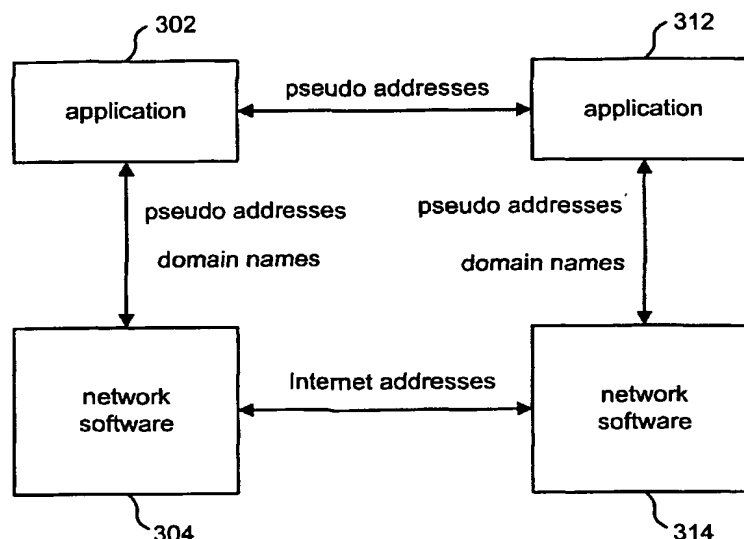 302
312
application
pseudo addresses
application
pseudo addresses
domain names
pseudo addresses
domain names
network
software
Internet addresses
network
software
304
314